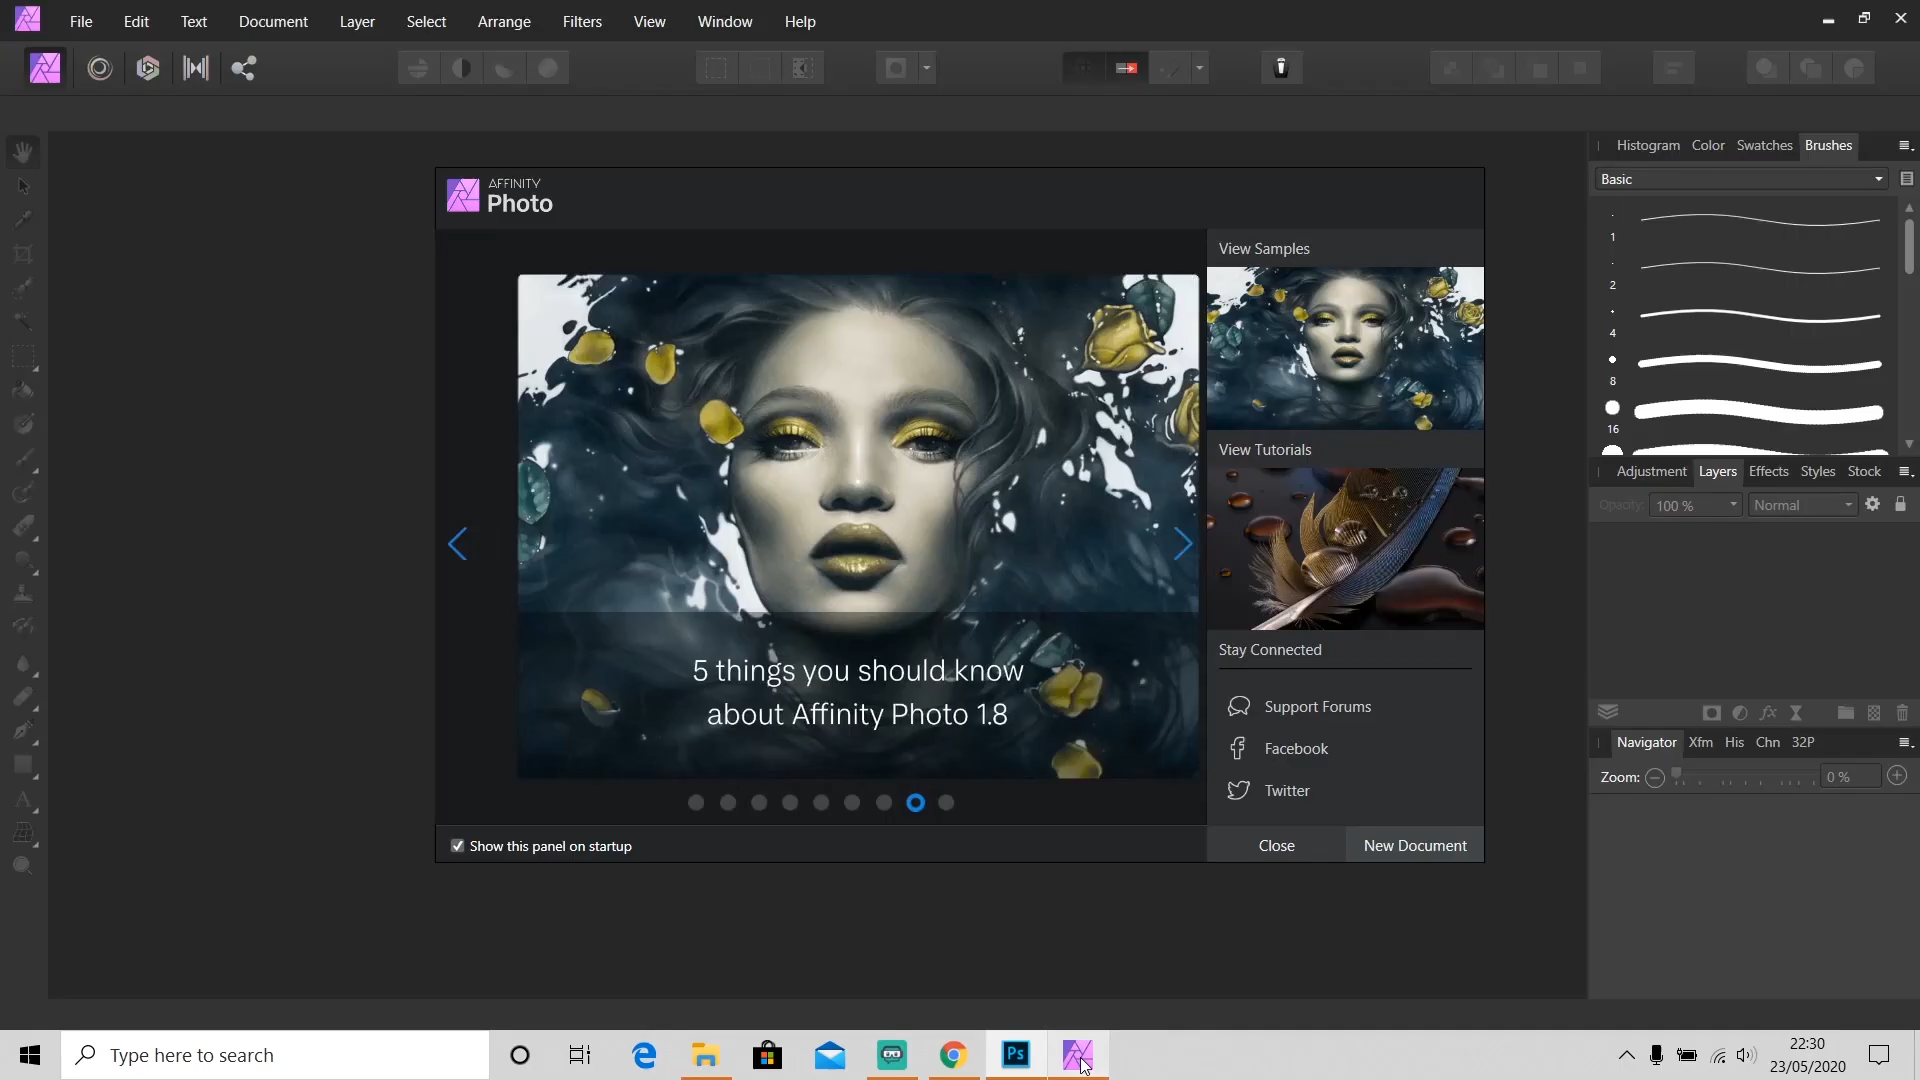 File Edit Text Document Layer Select Arrange Filters View Window Help
Histogram Color Swatches Brushes
Basic
1
2
4
8
16
AFFINITY
Photo
View Samples
View Tutorials
5 things you should know
about Affinity Photo 1.8
Stay Connected
Support Forums
Facebook
Twitter
Show this panel on startup
Close New Document
Adjustment Layers Effects Styles Stock
Opacity: 100 % Normal
fx
Navigator Xfm His Chn 32P
Zoom: 0 %
Type here to search
Ps
22:30
23/05/2020